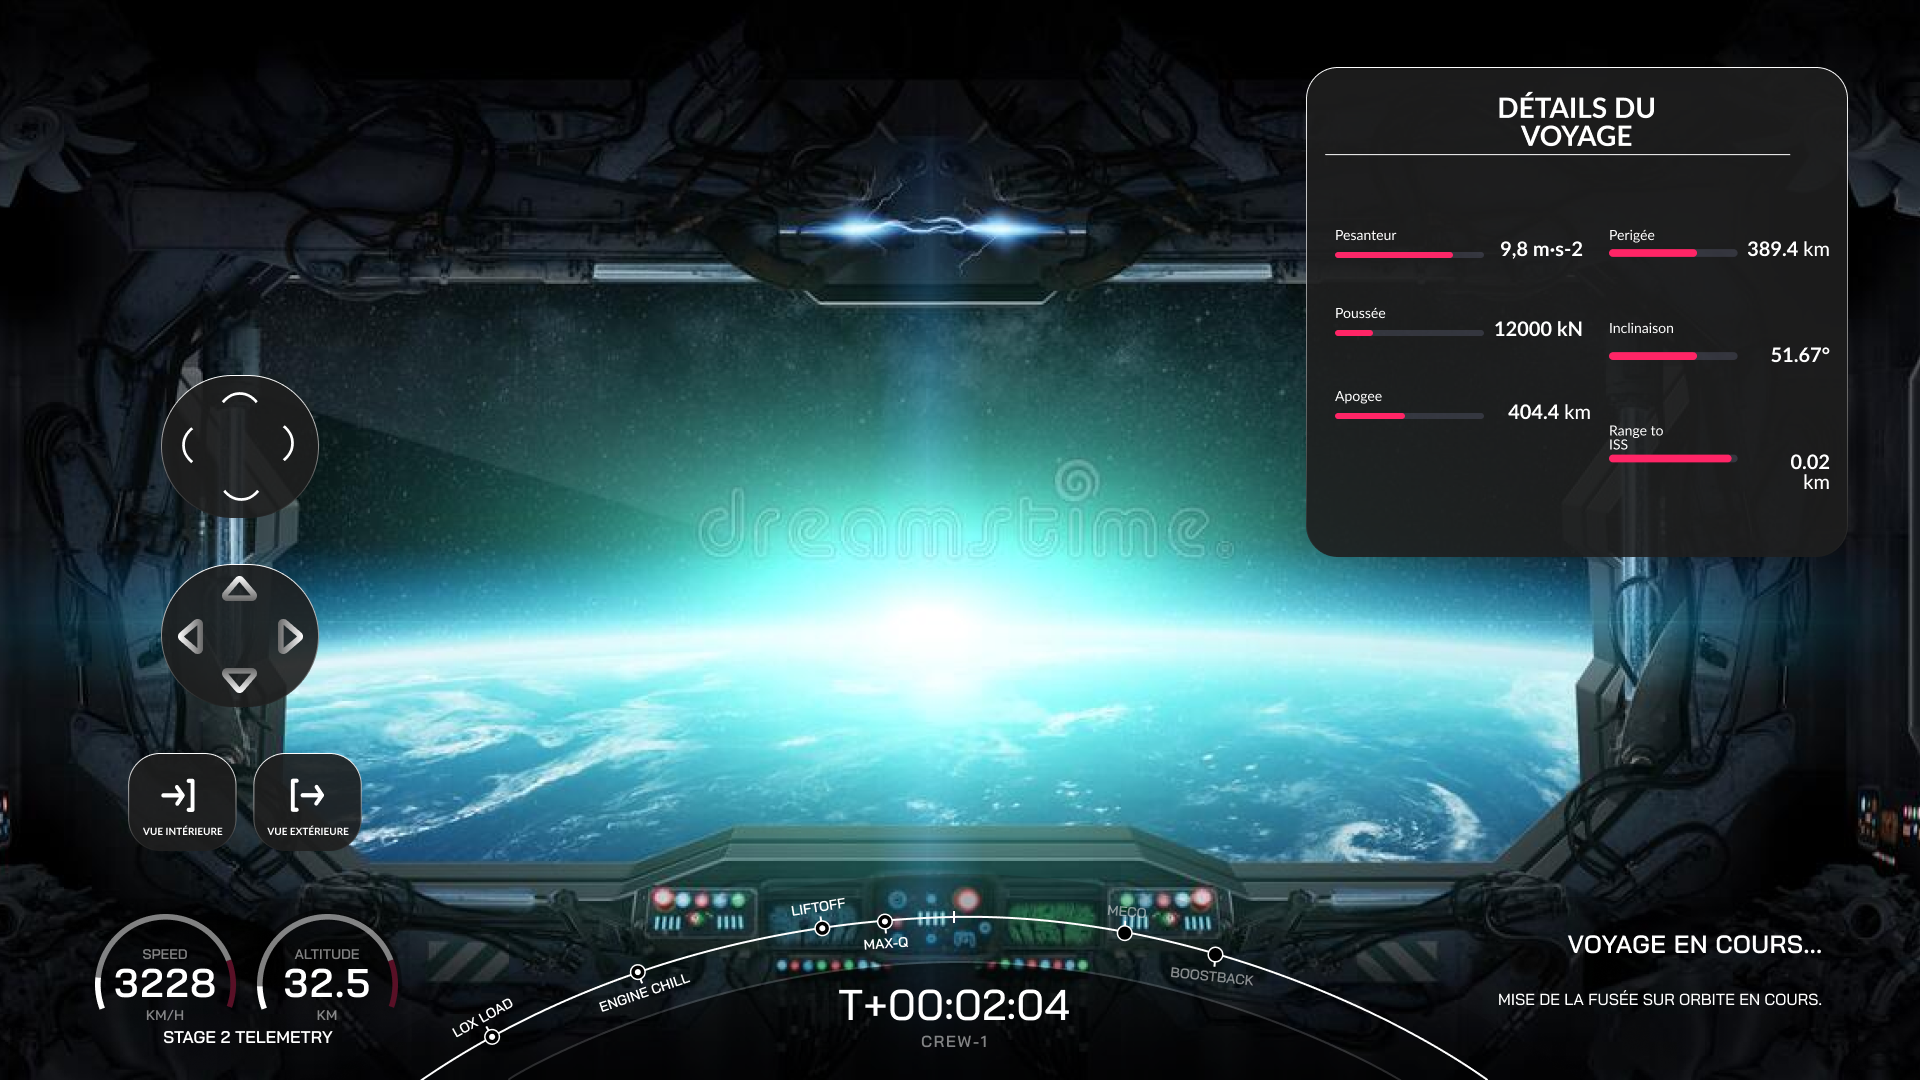 DÉTAILS DU
VOYAGE
Pesanteur
9,8 m·s-2
Perigée
389.4 km
Poussée
12000 kN
Inclinaison
51.67°
Apogee
404.4 km
Range to
ISS
0.02
km
dreamstime.
VUE INTÉRIEURE
VUE EXTÉRIEURE
SPEED
3228
KM/H
ALTITUDE
32.5
KM
STAGE 2 TELEMETRY
LOX LOAD
ENGINE CHILL
LIFTOFF
MAX-Q
MECO
BOOSTBACK
T+00:02:04
CREW-1
VOYAGE EN COURS...
MISE DE LA FUSÉE SUR ORBITE EN COURS.